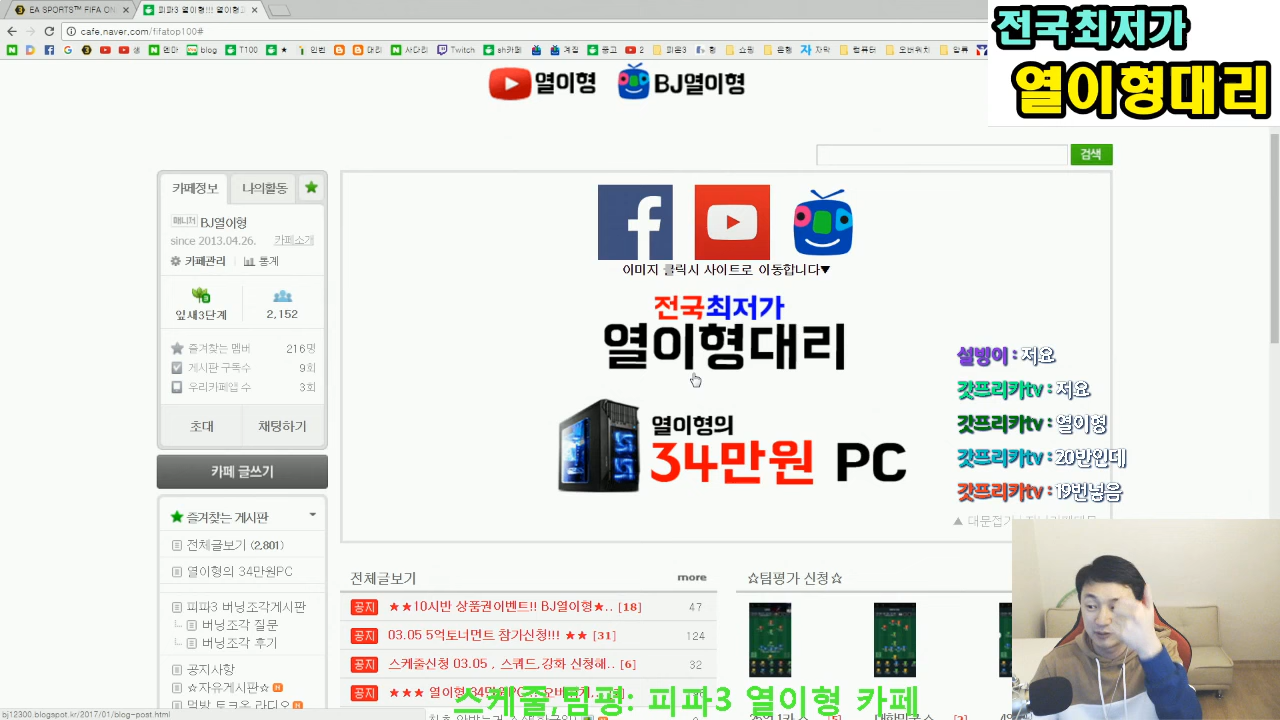 EA SPORTS™ FIFA ON
피파3 열이형!!! 열이형
cafe.naver.com/fifatop100#
blog
T100
Twitch
열이형
BJ열이형
전국최저가
열이형대리
검색
카페정보
나의활동
매니저 BJ열이형
since 2013.04.26.
카페소개
카페관리
통계
잎새3단계
2,152
즐겨찾는 멤버 216명
게시판 구독수 9회
우리카페앱 수 3회
초대
채팅하기
카페 글쓰기
즐겨찾는 게시판
전체글보기 (2,801)
열이형의 34만원PC
피파3 버닝조각게시판
버닝조각 질문
버닝조각 후기
공지사항
☆자유게시판☆
이미지 클릭시 사이트로 이동합니다▼
전국최저가
열이형대리
열이형의
34만원 PC
설빙이 : 저요
갓프리카tv : 저요
갓프리카tv : 열이형
갓프리카tv : 20반인데
갓프리카tv : 19번넣음
전체글보기
more
공지 ★★10시반 상품권이벤트!! BJ열이형★.. [18] 47
공지 03.05 5억토너먼트 참가신청!!! ★★ [31] 124
공지 스케줄신청 03.05 , 스쿼드,강화 신청해.. [6] 32
공지
☆팀평가 신청☆
스케줄,팀평: 피파3 열이형 카페
bj12300.blogspot.kr/2017/01/blog-post.html